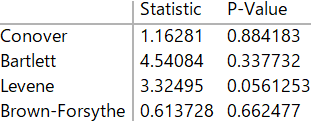 Statistic P-Value
Conover 1.16281 0.884183
Bartlett 4.54084 0.337732
Levene 3.32495 0.0561253
Brown-Forsythe 0.613728 0.662477